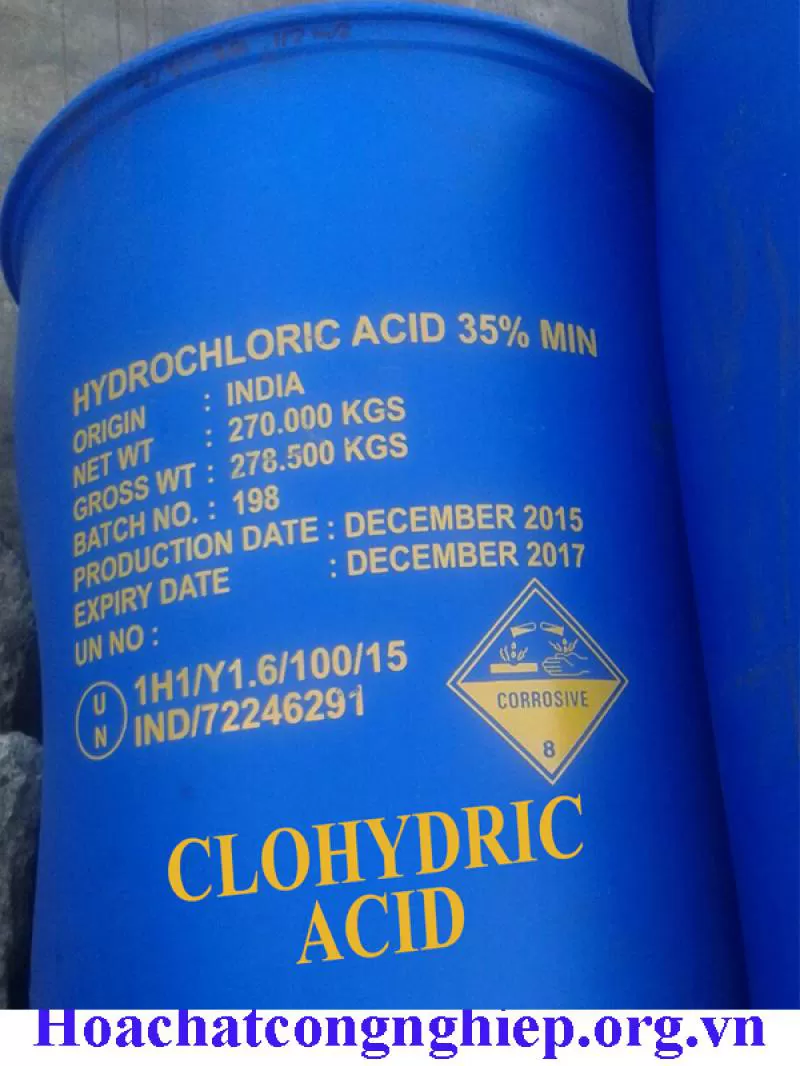 HYDROCHLORIC ACID 35% MIN
ORIGIN : INDIA
NET WT : 270.000 KGS
GROSS WT : 278.500 KGS
BATCH NO. : 198
PRODUCTION DATE : DECEMBER 2015
EXPIRY DATE : DECEMBER 2017
UN NO :
UN
1H1/Y1.6/100/15
IND/72246291
CORROSIVE
8
CLOHYDRIC
ACID
Hoachatcongnghiep.org.vn